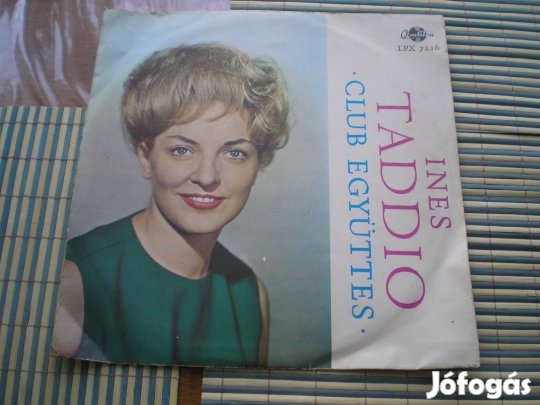 Qualiton
LPX 7216
INES
TADDIO
· CLUB EGYÜTTES ·
Jófogás